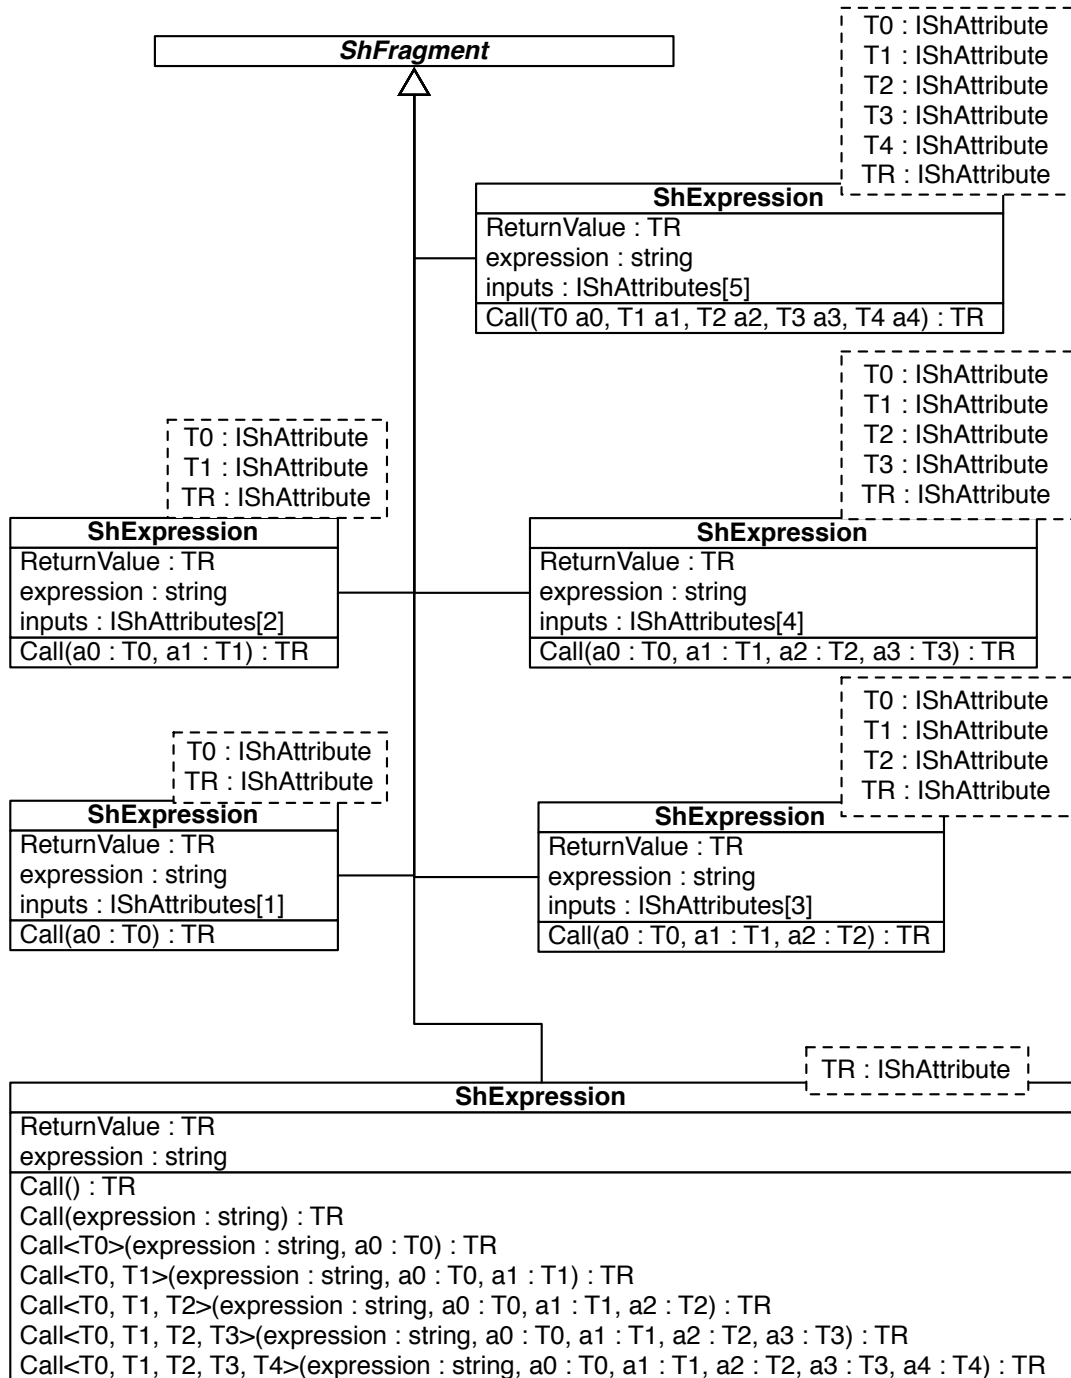 ShFragment
T0 : IShAttribute
T1 : IShAttribute
T2 : IShAttribute
T3 : IShAttribute
T4 : IShAttribute
TR : IShAttribute
ShExpression
ReturnValue : TR
expression : string
inputs : IShAttributes[5]
Call(T0 a0, T1 a1, T2 a2, T3 a3, T4 a4) : TR
T0 : IShAttribute
T1 : IShAttribute
TR : IShAttribute
ShExpression
ReturnValue : TR
expression : string
inputs : IShAttributes[2]
Call(a0 : T0, a1 : T1) : TR
T0 : IShAttribute
T1 : IShAttribute
T2 : IShAttribute
T3 : IShAttribute
TR : IShAttribute
ShExpression
ReturnValue : TR
expression : string
inputs : IShAttributes[4]
Call(a0 : T0, a1 : T1, a2 : T2, a3 : T3) : TR
T0 : IShAttribute
TR : IShAttribute
ShExpression
ReturnValue : TR
expression : string
inputs : IShAttributes[1]
Call(a0 : T0) : TR
T0 : IShAttribute
T1 : IShAttribute
T2 : IShAttribute
TR : IShAttribute
ShExpression
ReturnValue : TR
expression : string
inputs : IShAttributes[3]
Call(a0 : T0, a1 : T1, a2 : T2) : TR
TR : IShAttribute
ShExpression
ReturnValue : TR
expression : string
Call() : TR
Call(expression : string) : TR
Call<T0>(expression : string, a0 : T0) : TR
Call<T0, T1>(expression : string, a0 : T0, a1 : T1) : TR
Call<T0, T1, T2>(expression : string, a0 : T0, a1 : T1, a2 : T2) : TR
Call<T0, T1, T2, T3>(expression : string, a0 : T0, a1 : T1, a2 : T2, a3 : T3) : TR
Call<T0, T1, T2, T3, T4>(expression : string, a0 : T0, a1 : T1, a2 : T2, a3 : T3, a4 : T4) : TR